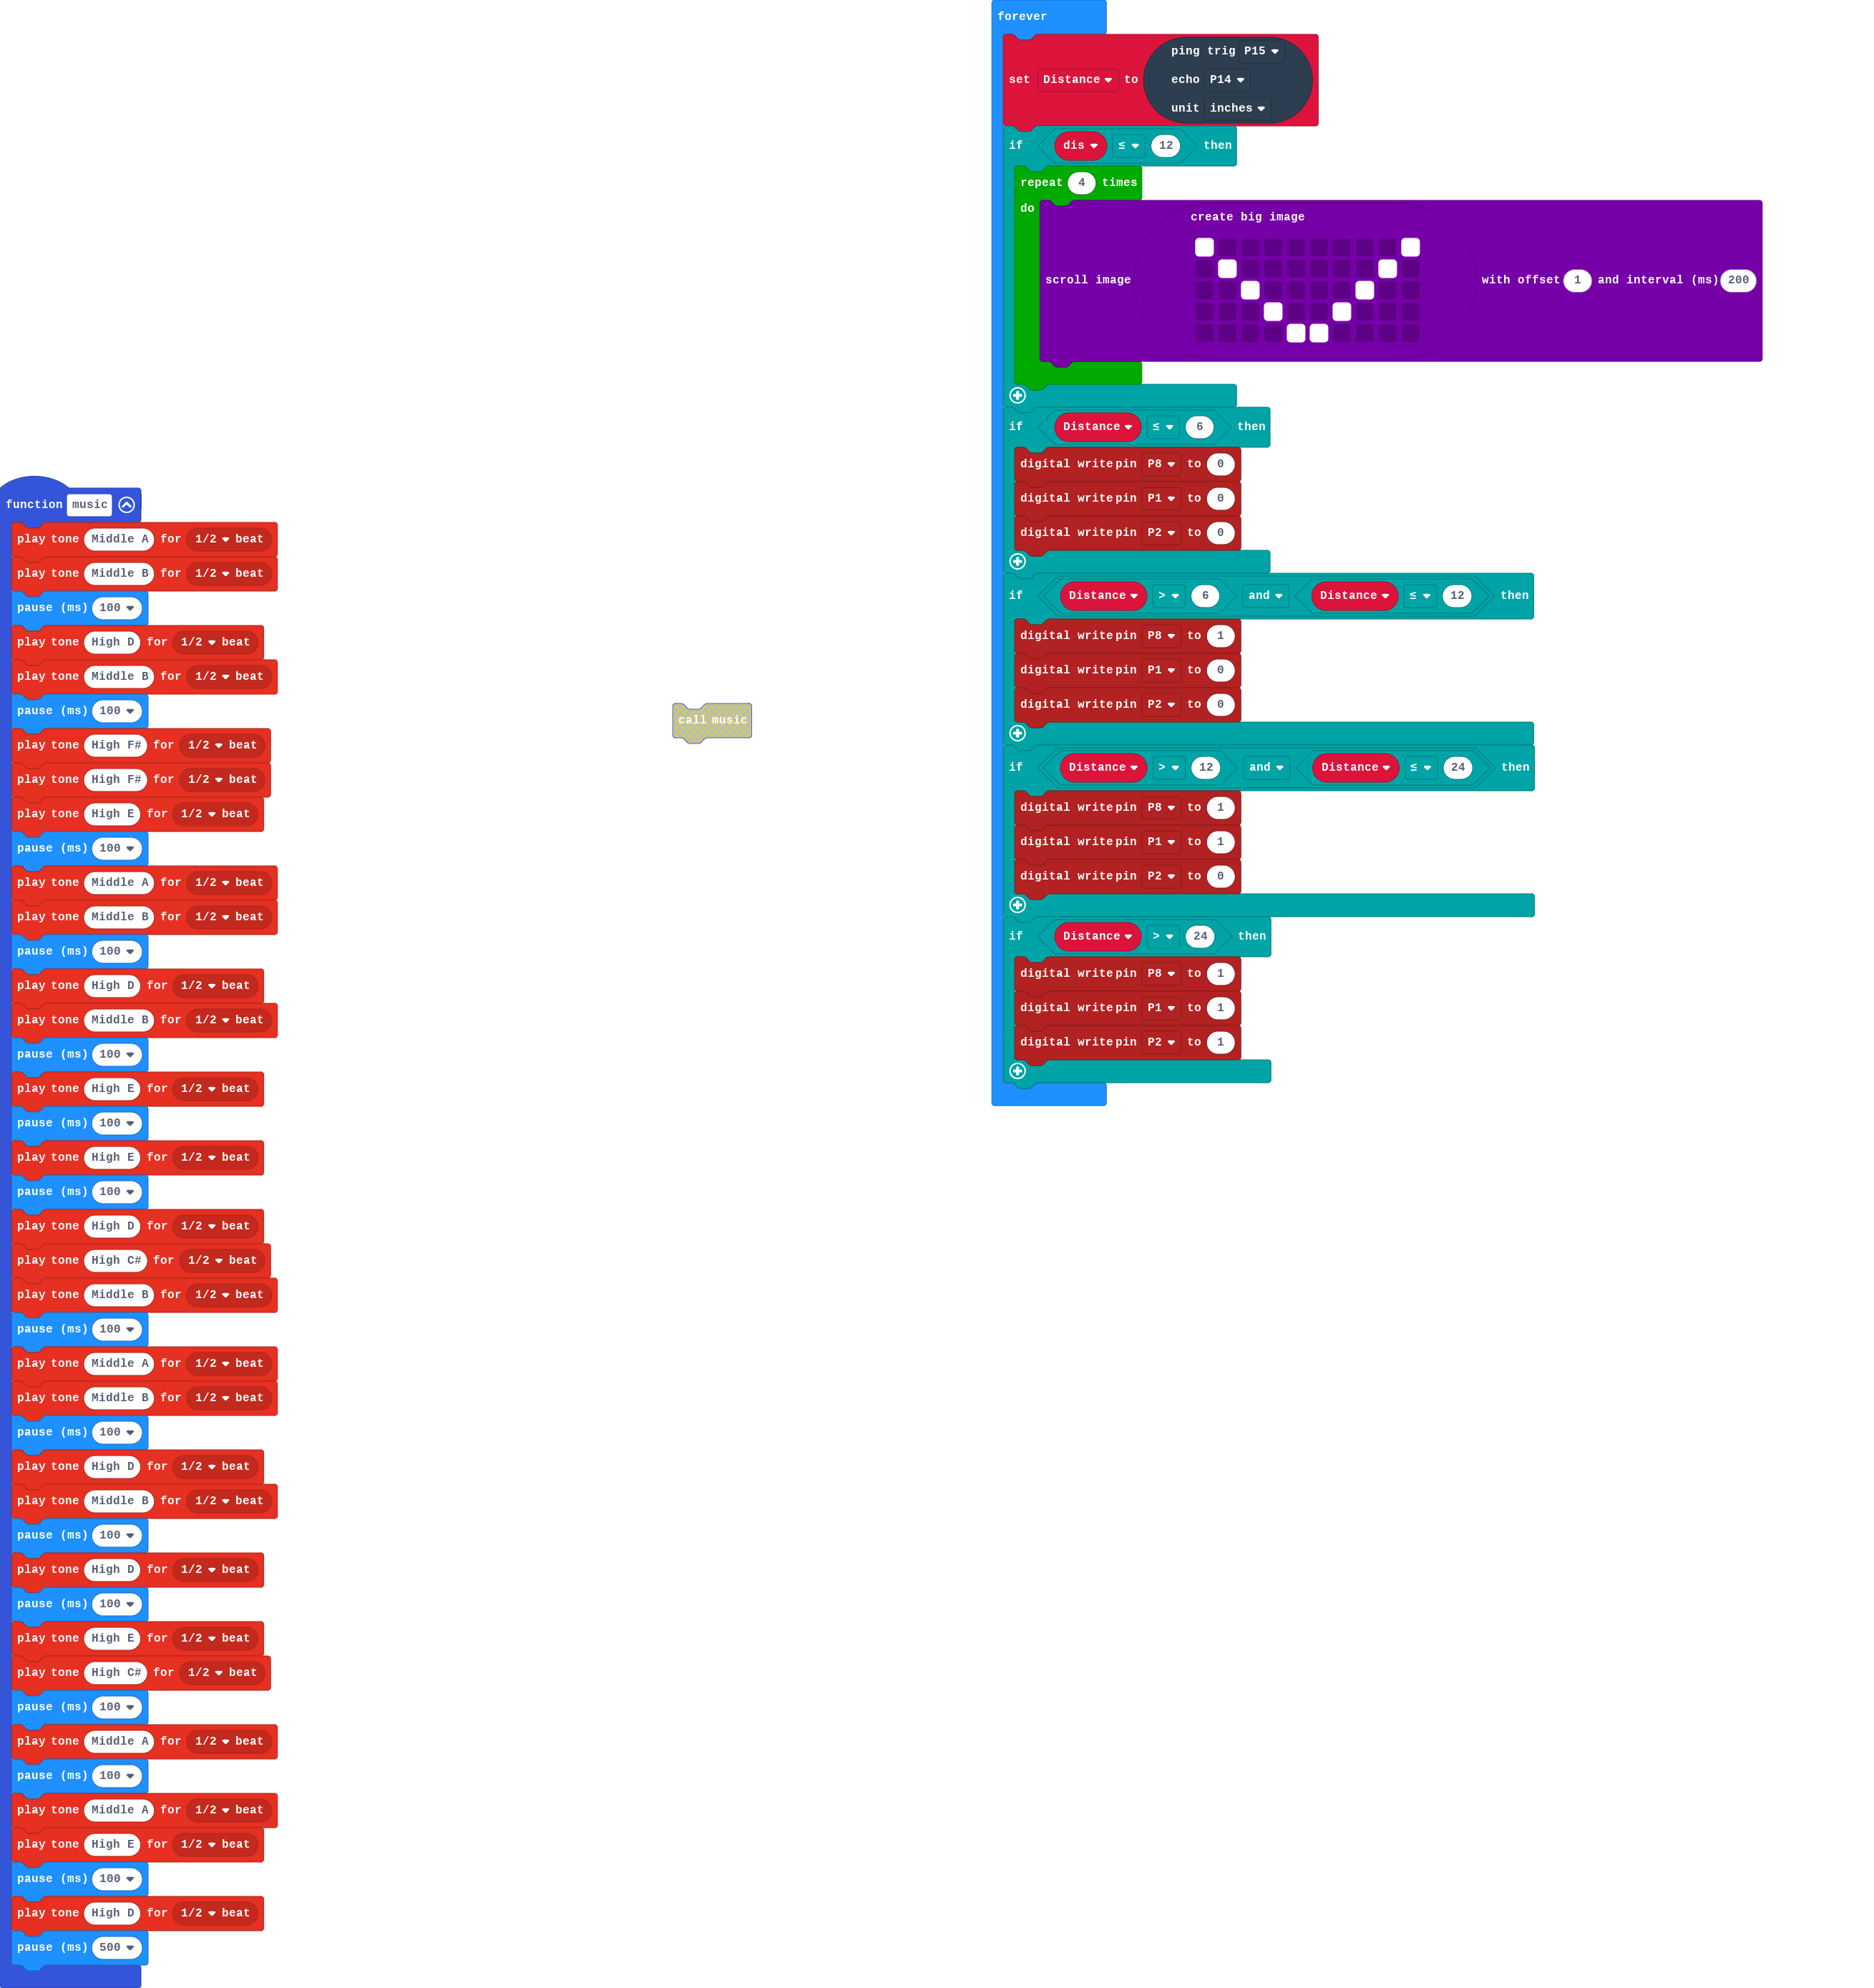 function music
play tone Middle A for 1/2 beat
play tone Middle B for 1/2 beat
pause (ms) 100
play tone High D for 1/2 beat
play tone Middle B for 1/2 beat
pause (ms) 100
play tone High F# for 1/2 beat
play tone High F# for 1/2 beat
play tone High E for 1/2 beat
pause (ms) 100
play tone Middle A for 1/2 beat
play tone Middle B for 1/2 beat
pause (ms) 100
play tone High D for 1/2 beat
play tone Middle B for 1/2 beat
pause (ms) 100
play tone High E for 1/2 beat
pause (ms) 100
play tone High E for 1/2 beat
pause (ms) 100
play tone High D for 1/2 beat
play tone High C# for 1/2 beat
play tone Middle B for 1/2 beat
pause (ms) 100
play tone Middle A for 1/2 beat
play tone Middle B for 1/2 beat
pause (ms) 100
play tone High D for 1/2 beat
play tone Middle B for 1/2 beat
pause (ms) 100
play tone High D for 1/2 beat
pause (ms) 100
play tone High E for 1/2 beat
play tone High C# for 1/2 beat
pause (ms) 100
play tone Middle A for 1/2 beat
pause (ms) 100
play tone Middle A for 1/2 beat
play tone High E for 1/2 beat
pause (ms) 100
play tone High D for 1/2 beat
pause (ms) 500
call music
forever
set Distance to
ping trig P15
echo P14
unit inches
if dis ≤ 12 then
repeat 4 times
do
scroll image
create big image
with offset 1 and interval (ms) 200
if Distance ≤ 6 then
digital write pin P8 to 0
digital write pin P1 to 0
digital write pin P2 to 0
if Distance > 6 and Distance ≤ 12 then
digital write pin P8 to 1
digital write pin P1 to 0
digital write pin P2 to 0
if Distance > 12 and Distance ≤ 24 then
digital write pin P8 to 1
digital write pin P1 to 1
digital write pin P2 to 0
if Distance > 24 then
digital write pin P8 to 1
digital write pin P1 to 1
digital write pin P2 to 1